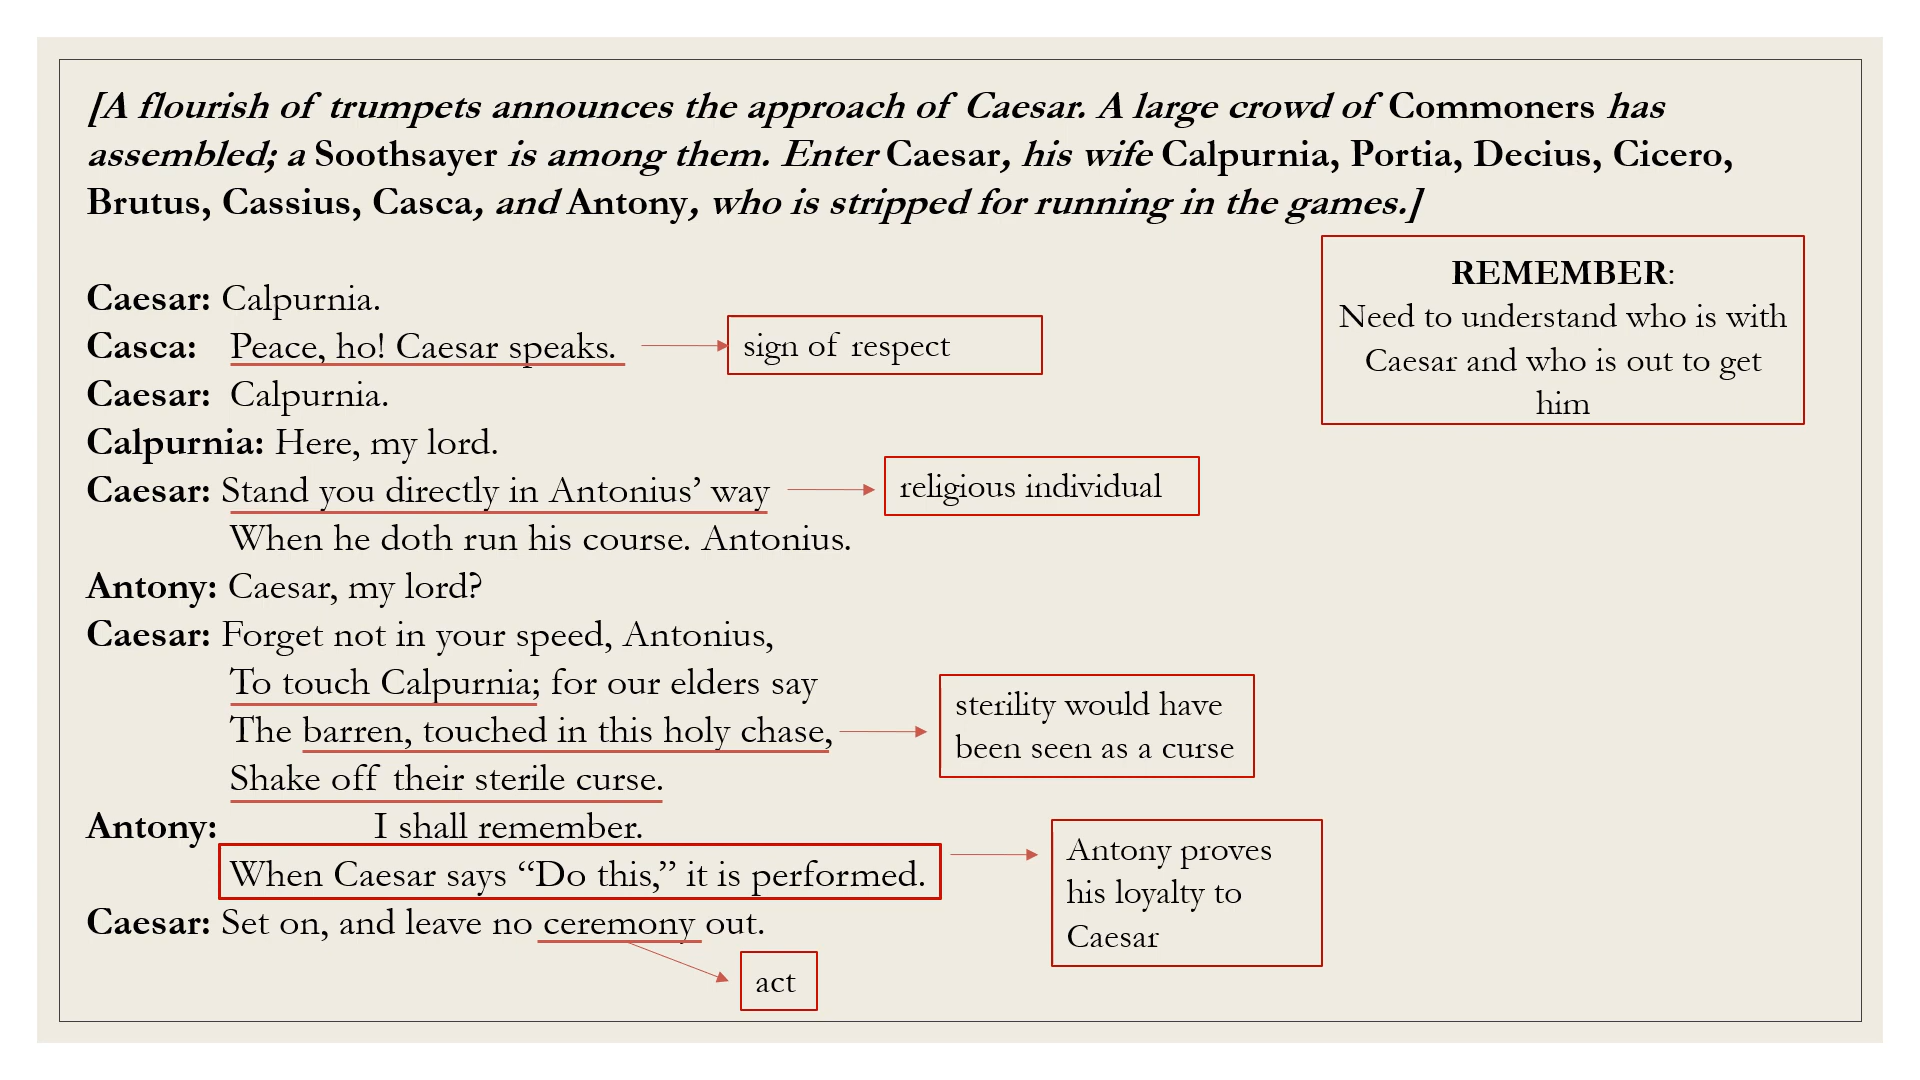 [A flourish of trumpets announces the approach of Caesar. A large crowd of Commoners has
assembled; a Soothsayer is among them. Enter Caesar, his wife Calpurnia, Portia, Decius, Cicero,
Brutus, Cassius, Casca, and Antony, who is stripped for running in the games.]
REMEMBER:
Need to understand who is with
Caesar and who is out to get
him
Caesar: Calpurnia.
Casca: Peace, ho! Caesar speaks.
sign of respect
Caesar: Calpurnia.
Calpurnia: Here, my lord.
Caesar: Stand you directly in Antonius’ way
religious individual
When he doth run his course. Antonius.
Antony: Caesar, my lord?
Caesar: Forget not in your speed, Antonius,
To touch Calpurnia; for our elders say
The barren, touched in this holy chase,
sterility would have
been seen as a curse
Shake off their sterile curse.
Antony: I shall remember.
When Caesar says “Do this,” it is performed.
Antony proves
his loyalty to
Caesar
Caesar: Set on, and leave no ceremony out.
act